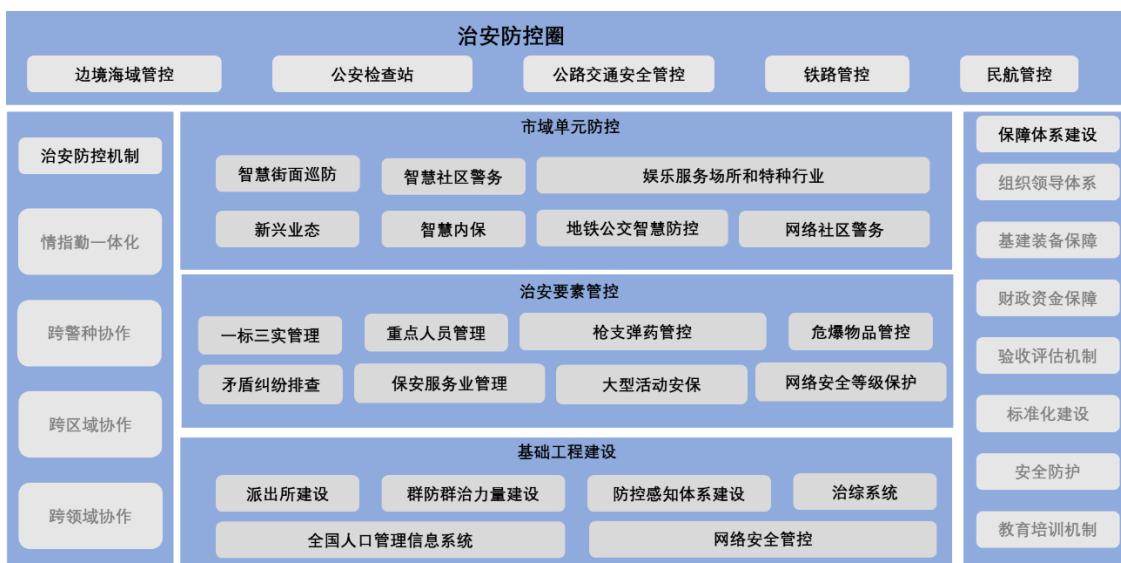 治安防控圈
边境海域管控
公安检查站
公路交通安全管控
铁路管控
民航管控
治安防控机制
情指勤一体化
跨警种协作
跨区域协作
跨领域协作
市域单元防控
智慧街面巡防
智慧社区警务
娱乐服务场所和特种行业
新兴业态
智慧内保
地铁公交智慧防控
网络社区警务
治安要素管控
一标三实管理
重点人员管理
枪支弹药管控
危爆物品管控
矛盾纠纷排查
保安服务业管理
大型活动安保
网络安全等级保护
基础工程建设
派出所建设
群防群治力量建设
防控感知体系建设
治综系统
全国人口管理信息系统
网络安全管控
保障体系建设
组织领导体系
基建装备保障
财政资金保障
验收评估机制
标准化建设
安全防护
教育培训机制